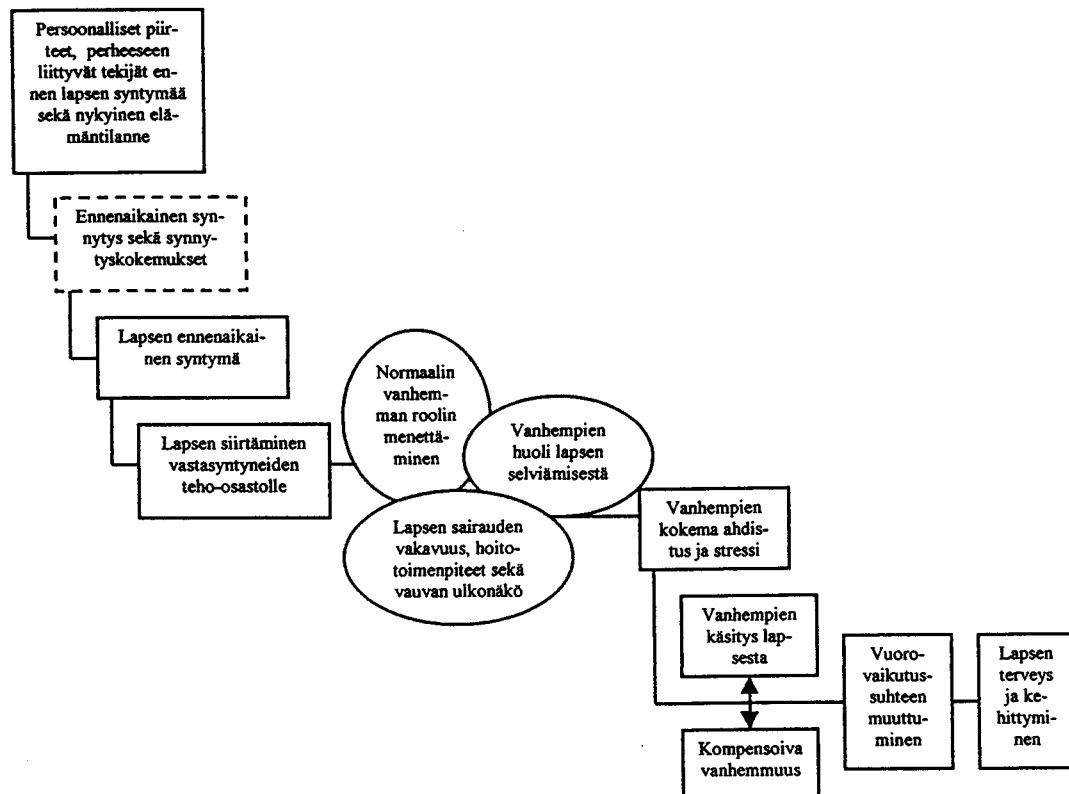 Persoonalliset piir-
teet, perheeseen
liittyvät tekijät en-
nen lapsen syntymää
sekä nykyinen elä-
mäntilanne
Ennenaikainen syn-
nytys sekä synny-
tyskokemukset
Lapsen ennenaikai-
nen syntymä
Lapsen siirtäminen
vastasyntyneiden
teho-osastolle
Normaalin
vanhem-
man roolin
menettä-
minen
Vanhempien
huoli lapsen
selviämisestä
Lapsen sairauden
vakavuus, hoito-
toimenpiteet sekä
vauvan ulkonäkö
Vanhempien
kokema ahdis-
tus ja stressi
Vanhempien
käsitys lap-
sesta
Kompensoiva
vanhemmuus
Vuoro-
vaikutus-
suhteen
muuttu-
minen
Lapsen
terveys
ja ke-
hittymi-
nen